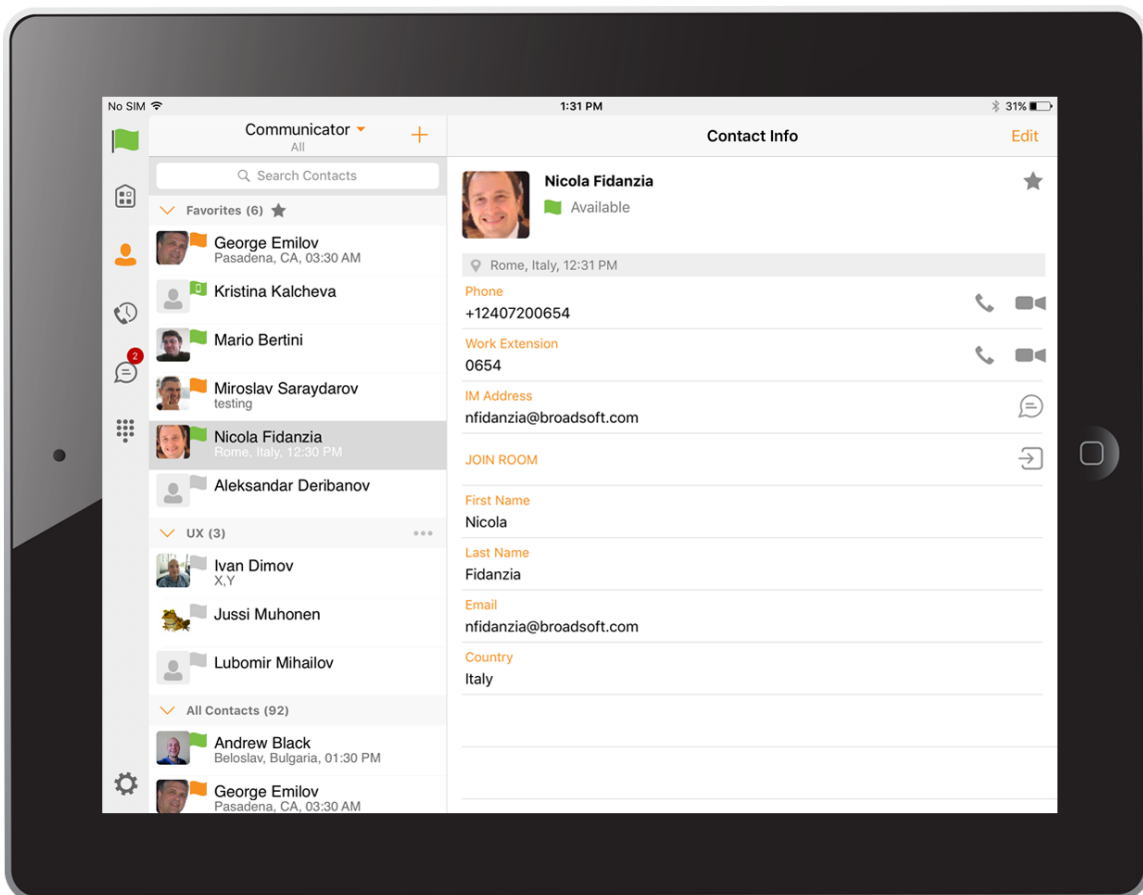 No SIM
1:31 PM
31%
Communicator
All
Search Contacts
Favorites (6)
George Emilov
Pasadena, CA, 03:30 AM
Kristina Kalcheva
Mario Bertini
2
Miroslav Saraydarov
testing
Nicola Fidanzia
Rome, Italy, 12:30 PM
Aleksandar Deribanov
UX (3)
Ivan Dimov
X,Y
Jussi Muhonen
Lubomir Mihailov
All Contacts (92)
Andrew Black
Beloslav, Bulgaria, 01:30 PM
George Emilov
Pasadena, CA, 03:30 AM
Contact Info
Edit
Nicola Fidanzia
Available
Rome, Italy, 12:31 PM
Phone
+12407200654
Work Extension
0654
IM Address
nfidanzia@broadsoft.com
JOIN ROOM
First Name
Nicola
Last Name
Fidanzia
Email
nfidanzia@broadsoft.com
Country
Italy